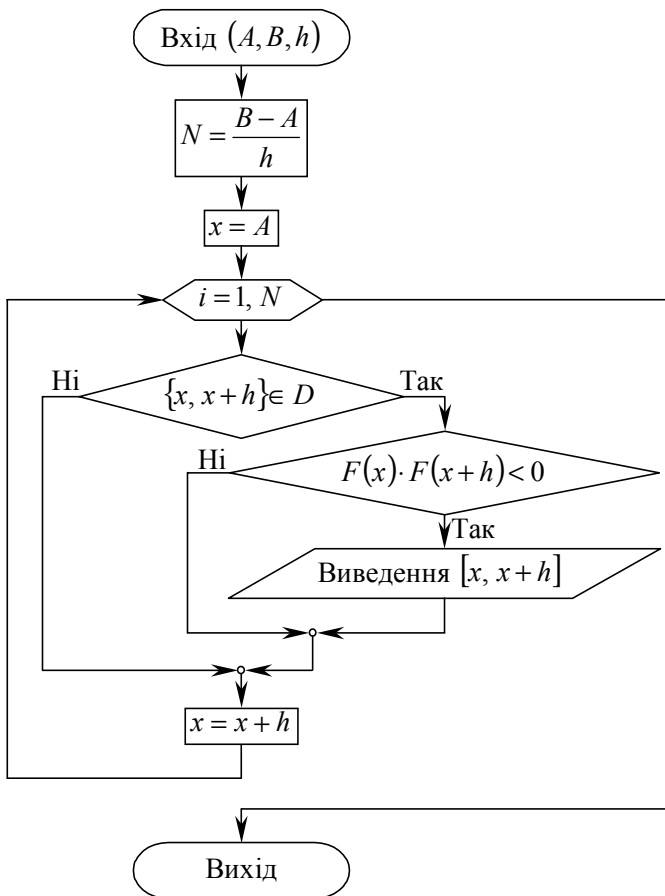 Вхід (A, B, h)
N = (B − A) / h
x = A
i = 1, N
Ні
{x, x + h} ∈ D
Так
Ні
F(x) · F(x + h) < 0
Так
Виведення [x, x + h]
x = x + h
Вихід